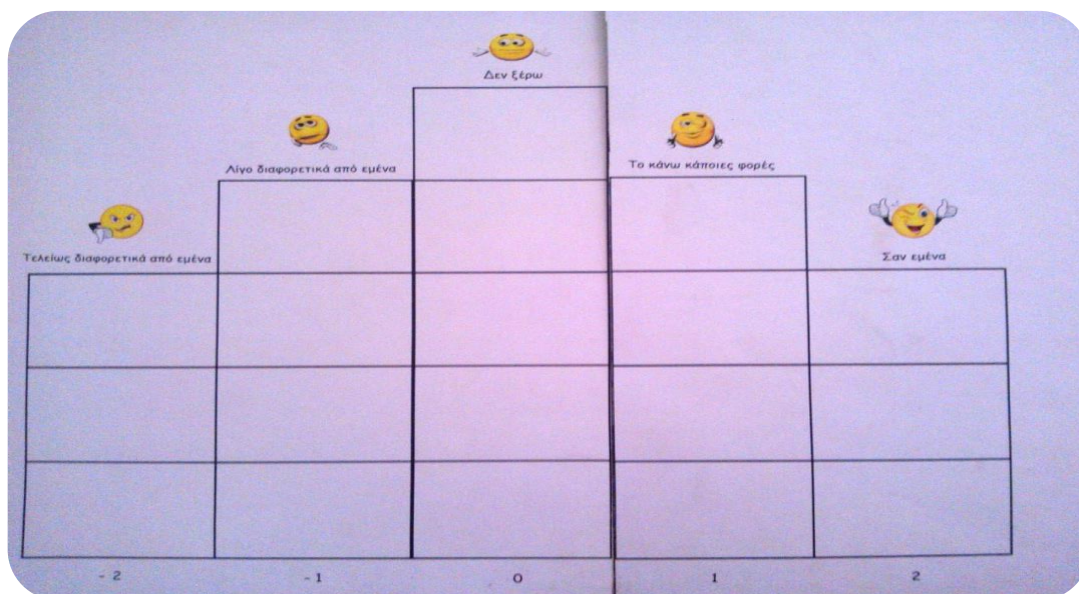 Δεν ξέρω
Λίγο διαφορετικά από εμένα
Το κάνω κάποιες φορές
Τελείως διαφορετικά από εμένα
Σαν εμένα
- 2 - 1 0 1 2